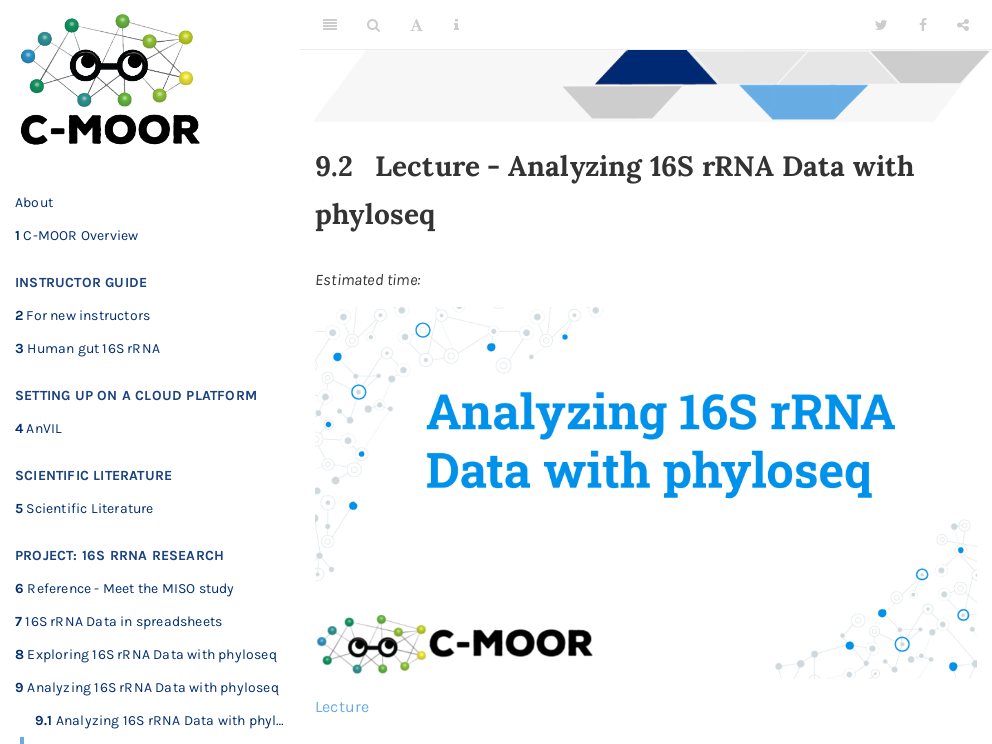 C-MOOR
About
1 C-MOOR Overview
INSTRUCTOR GUIDE
2 For new instructors
3 Human gut 16S rRNA
SETTING UP ON A CLOUD PLATFORM
4 AnVIL
SCIENTIFIC LITERATURE
5 Scientific Literature
PROJECT: 16S RRNA RESEARCH
6 Reference - Meet the MISO study
7 16S rRNA Data in spreadsheets
8 Exploring 16S rRNA Data with phyloseq
9 Analyzing 16S rRNA Data with phyloseq
9.1 Analyzing 16S rRNA Data with phyl...
9.2 Lecture - Analyzing 16S rRNA Data with
phyloseq
Estimated time:
Analyzing 16S rRNA
Data with phyloseq
C-MOOR
Lecture